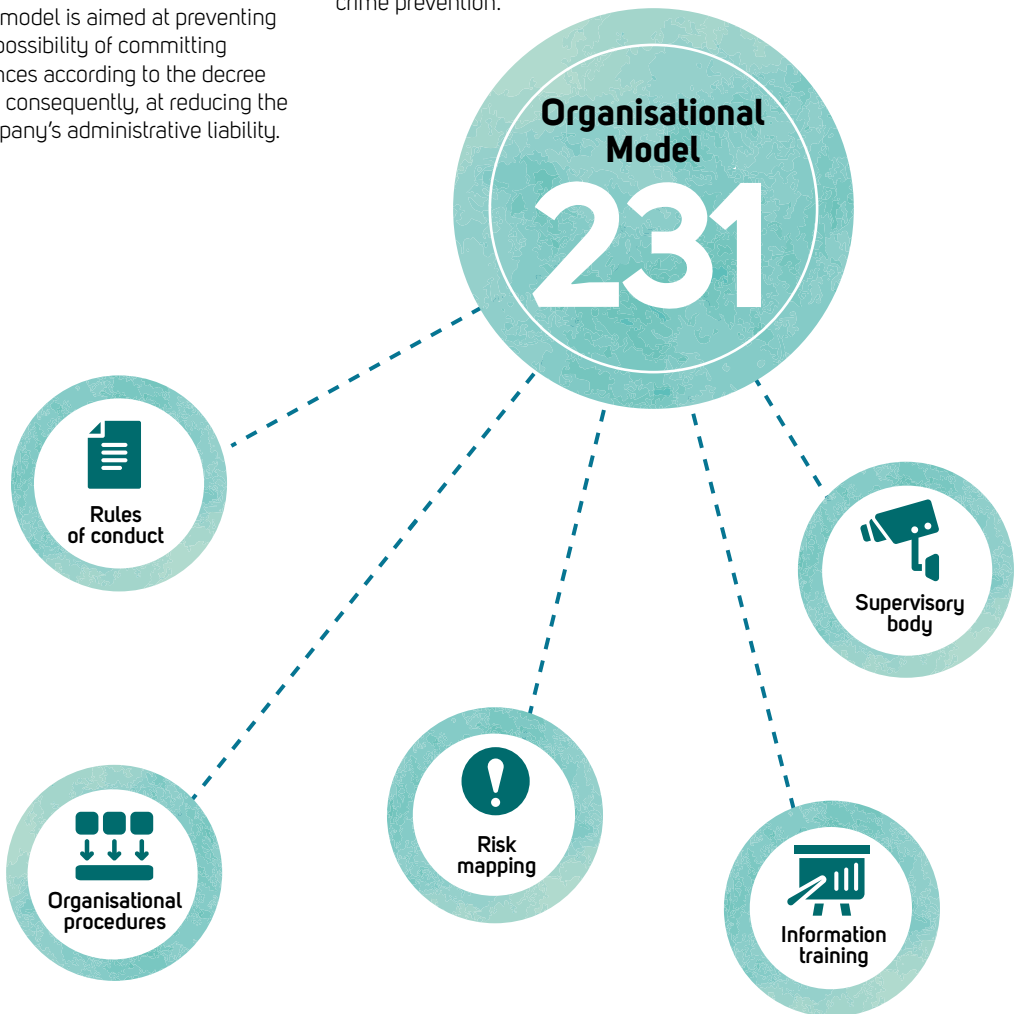 model is aimed at preventing
possibility of committing
nces according to the decree
consequently, at reducing the
pany's administrative liability.
crime prevention.
Organisational
Model
231
Rules
of conduct
Supervisory
body
Risk
mapping
Organisational
procedures
Information
training